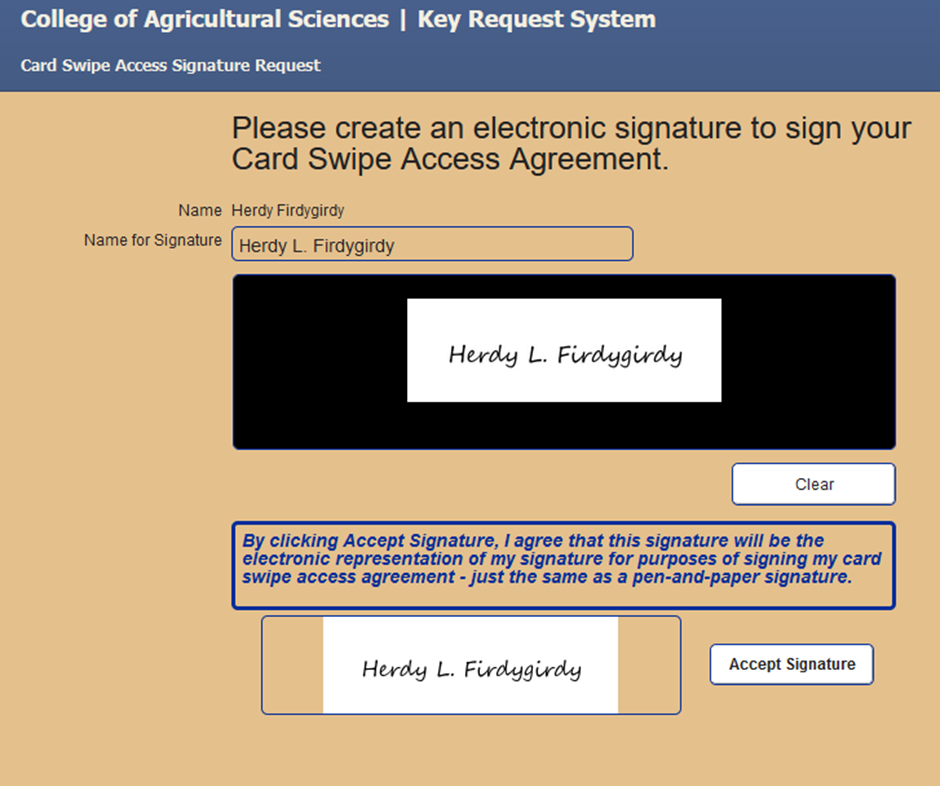 College of Agricultural Sciences | Key Request System
Card Swipe Access Signature Request
Please create an electronic signature to sign your
Card Swipe Access Agreement.
Name Herdy Firdygirdy
Name for Signature Herdy L. Firdygirdy
Herdy L. Firdygirdy
Clear
By clicking Accept Signature, I agree that this signature will be the
electronic representation of my signature for purposes of signing my card
swipe access agreement - just the same as a pen-and-paper signature.
Herdy L. Firdygirdy
Accept Signature